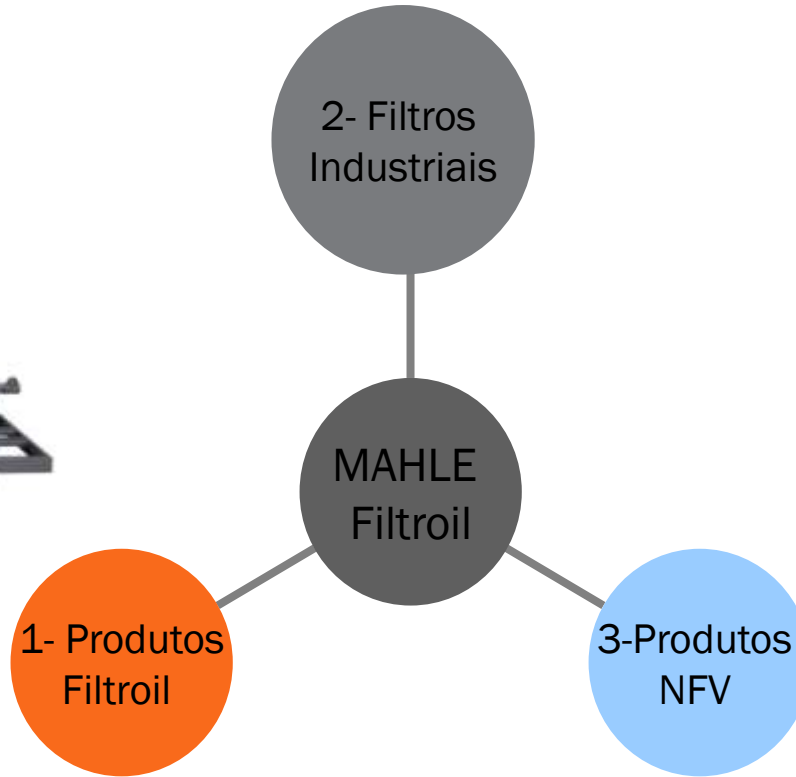 2- Filtros
Industriais
MAHLE
Filtroil
1- Produtos
Filtroil
3-Produtos
NFV